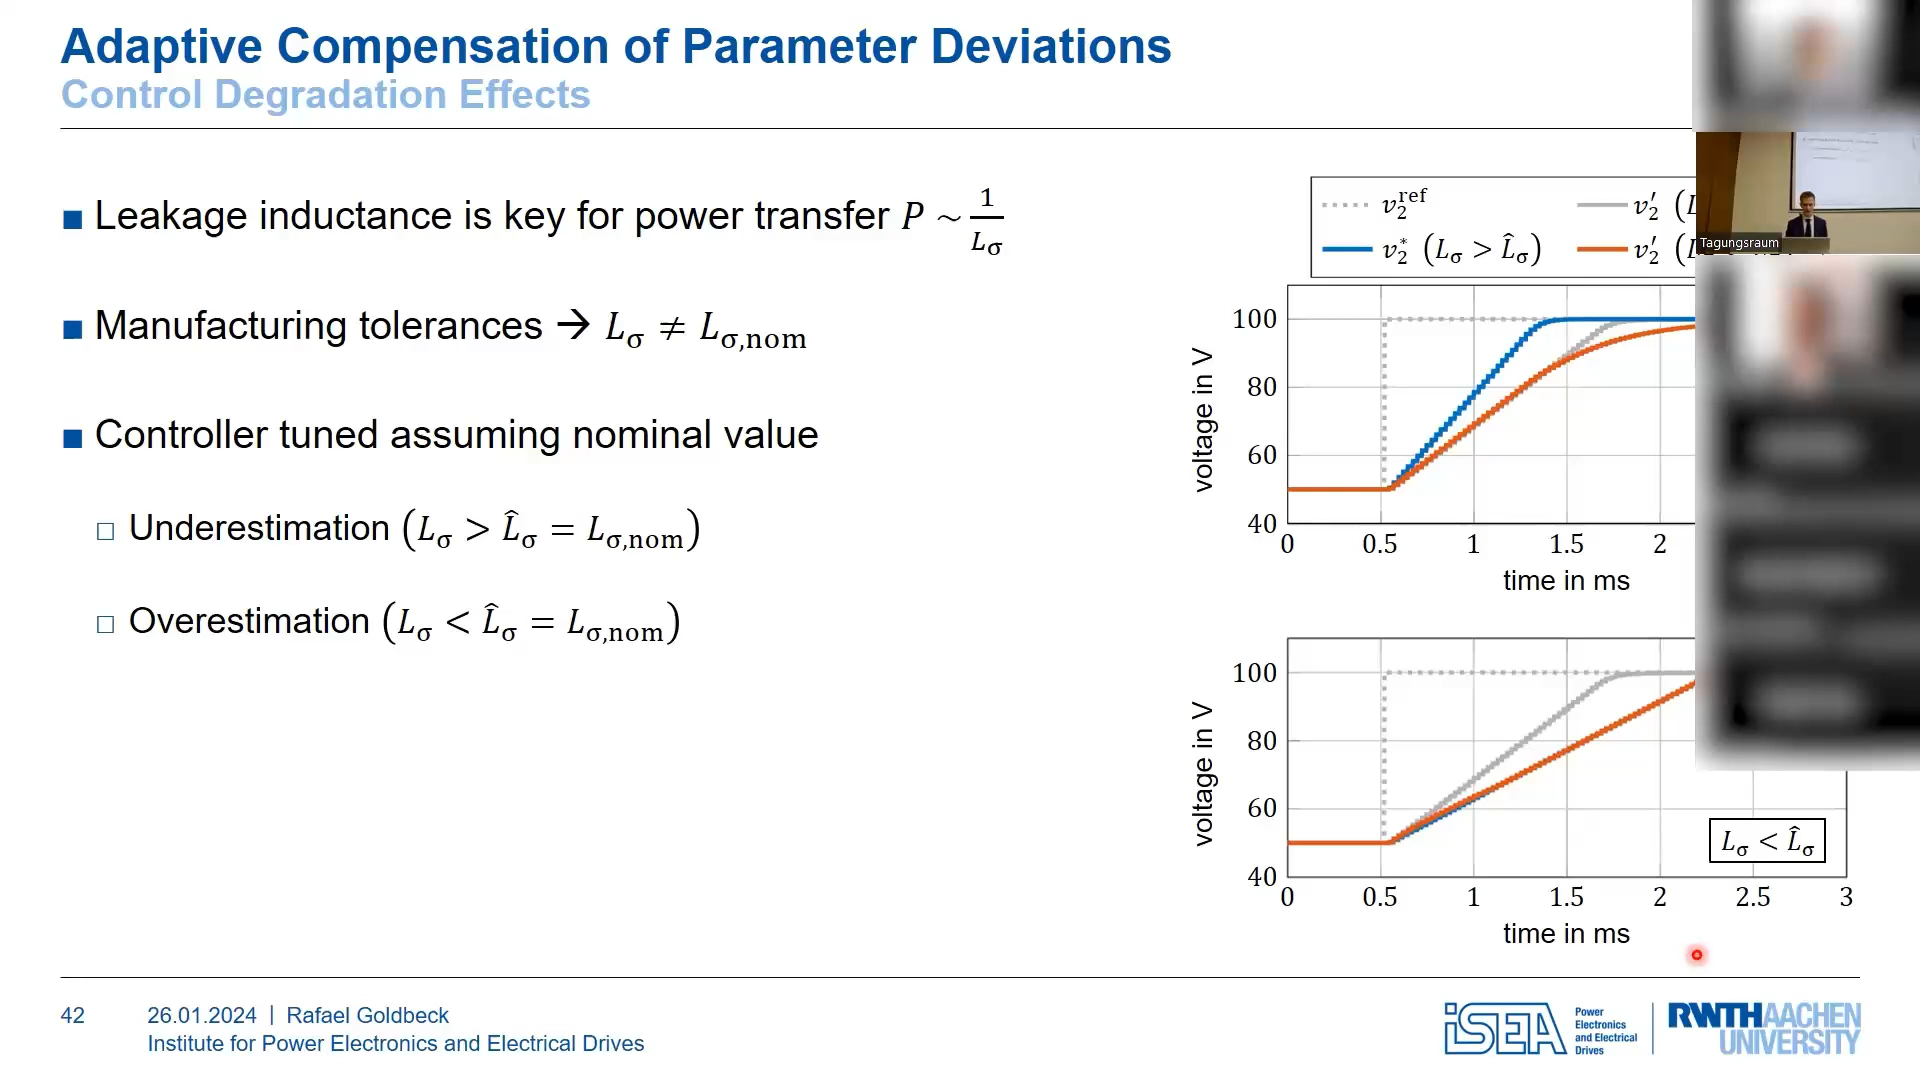 Adaptive Compensation of Parameter Deviations
Control Degradation Effects
■ Leakage inductance is key for power transfer P ~ 1/Lσ
■ Manufacturing tolerances → Lσ ≠ Lσ,nom
■ Controller tuned assuming nominal value
□ Underestimation (Lσ > L̂σ = Lσ,nom)
□ Overestimation (Lσ < L̂σ = Lσ,nom)
v₂ʳᵉᶠ v₂′ (L
v₂* (Lσ > L̂σ) v₂′ (L
Tagungsraum
voltage in V
100
80
60
40
0 0.5 1 1.5 2
time in ms
voltage in V
100
80
60
40
Lσ < L̂σ
0 0.5 1 1.5 2 2.5 3
time in ms
42 26.01.2024 | Rafael Goldbeck
Institute for Power Electronics and Electrical Drives
iSEA Power
Electronics
and Electrical
Drives
RWTH AACHEN
UNIVERSITY